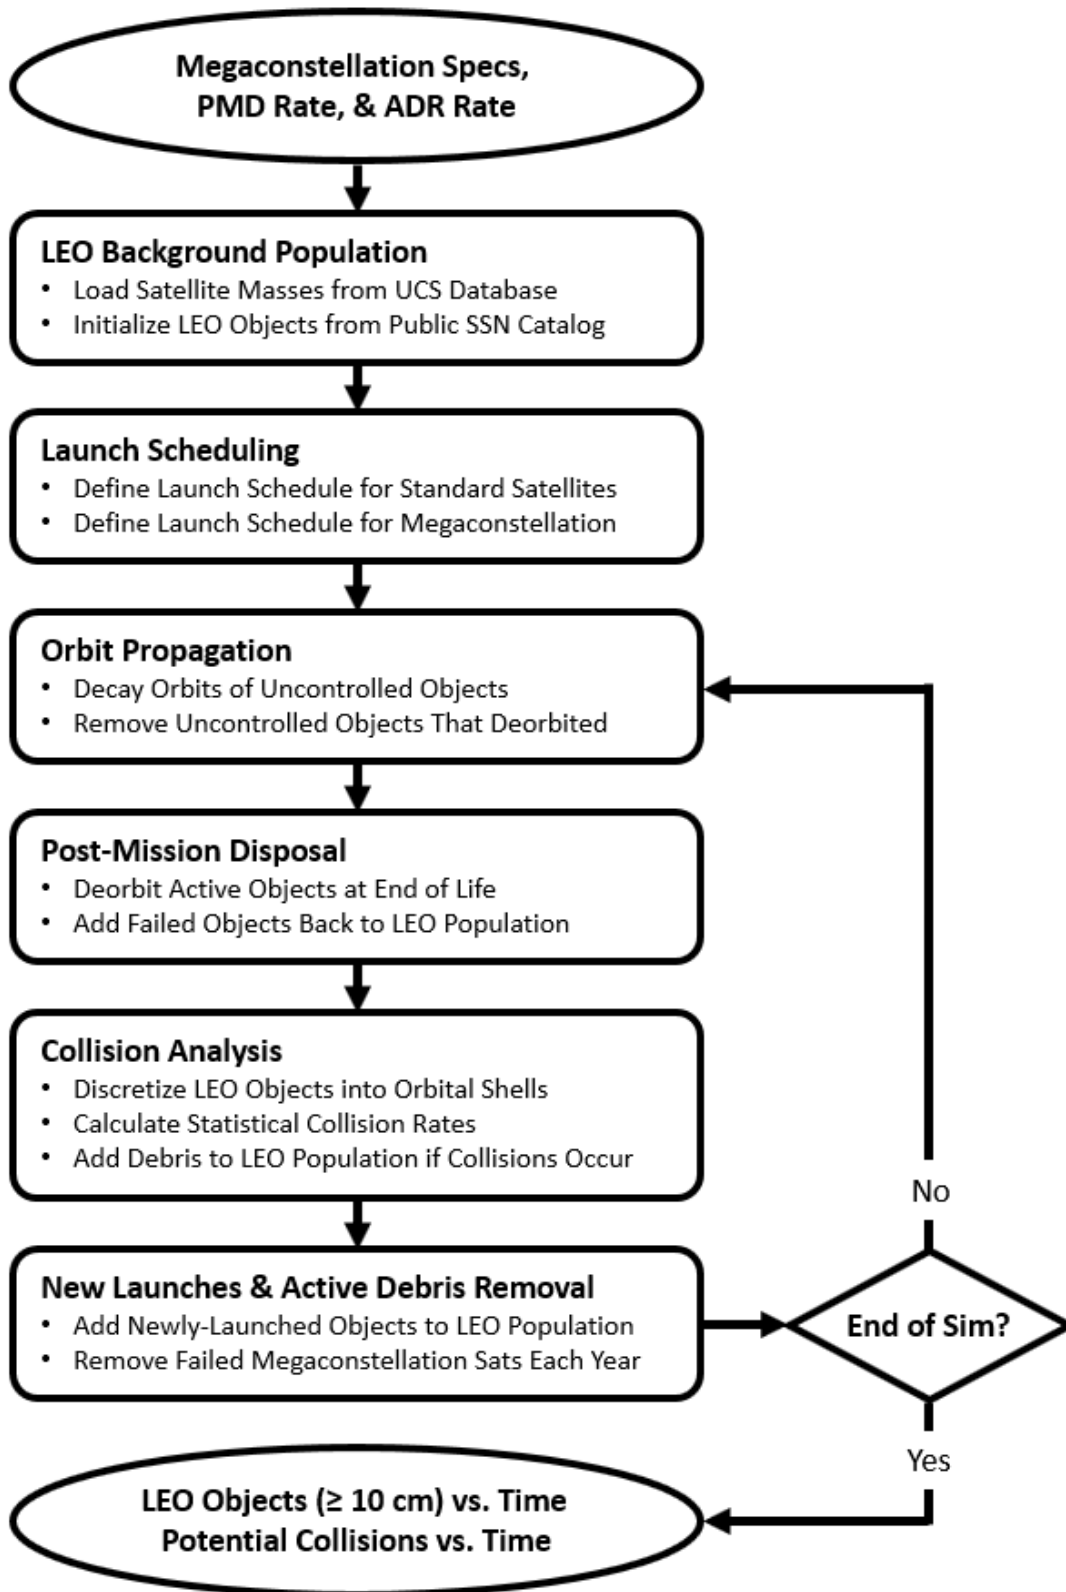 Megaconstellation Specs,
PMD Rate, & ADR Rate
LEO Background Population
• Load Satellite Masses from UCS Database
• Initialize LEO Objects from Public SSN Catalog
Launch Scheduling
• Define Launch Schedule for Standard Satellites
• Define Launch Schedule for Megaconstellation
Orbit Propagation
• Decay Orbits of Uncontrolled Objects
• Remove Uncontrolled Objects That Deorbited
Post-Mission Disposal
• Deorbit Active Objects at End of Life
• Add Failed Objects Back to LEO Population
Collision Analysis
• Discretize LEO Objects into Orbital Shells
• Calculate Statistical Collision Rates
• Add Debris to LEO Population if Collisions Occur
No
New Launches & Active Debris Removal
• Add Newly-Launched Objects to LEO Population
• Remove Failed Megaconstellation Sats Each Year
End of Sim?
Yes
LEO Objects (≥ 10 cm) vs. Time
Potential Collisions vs. Time